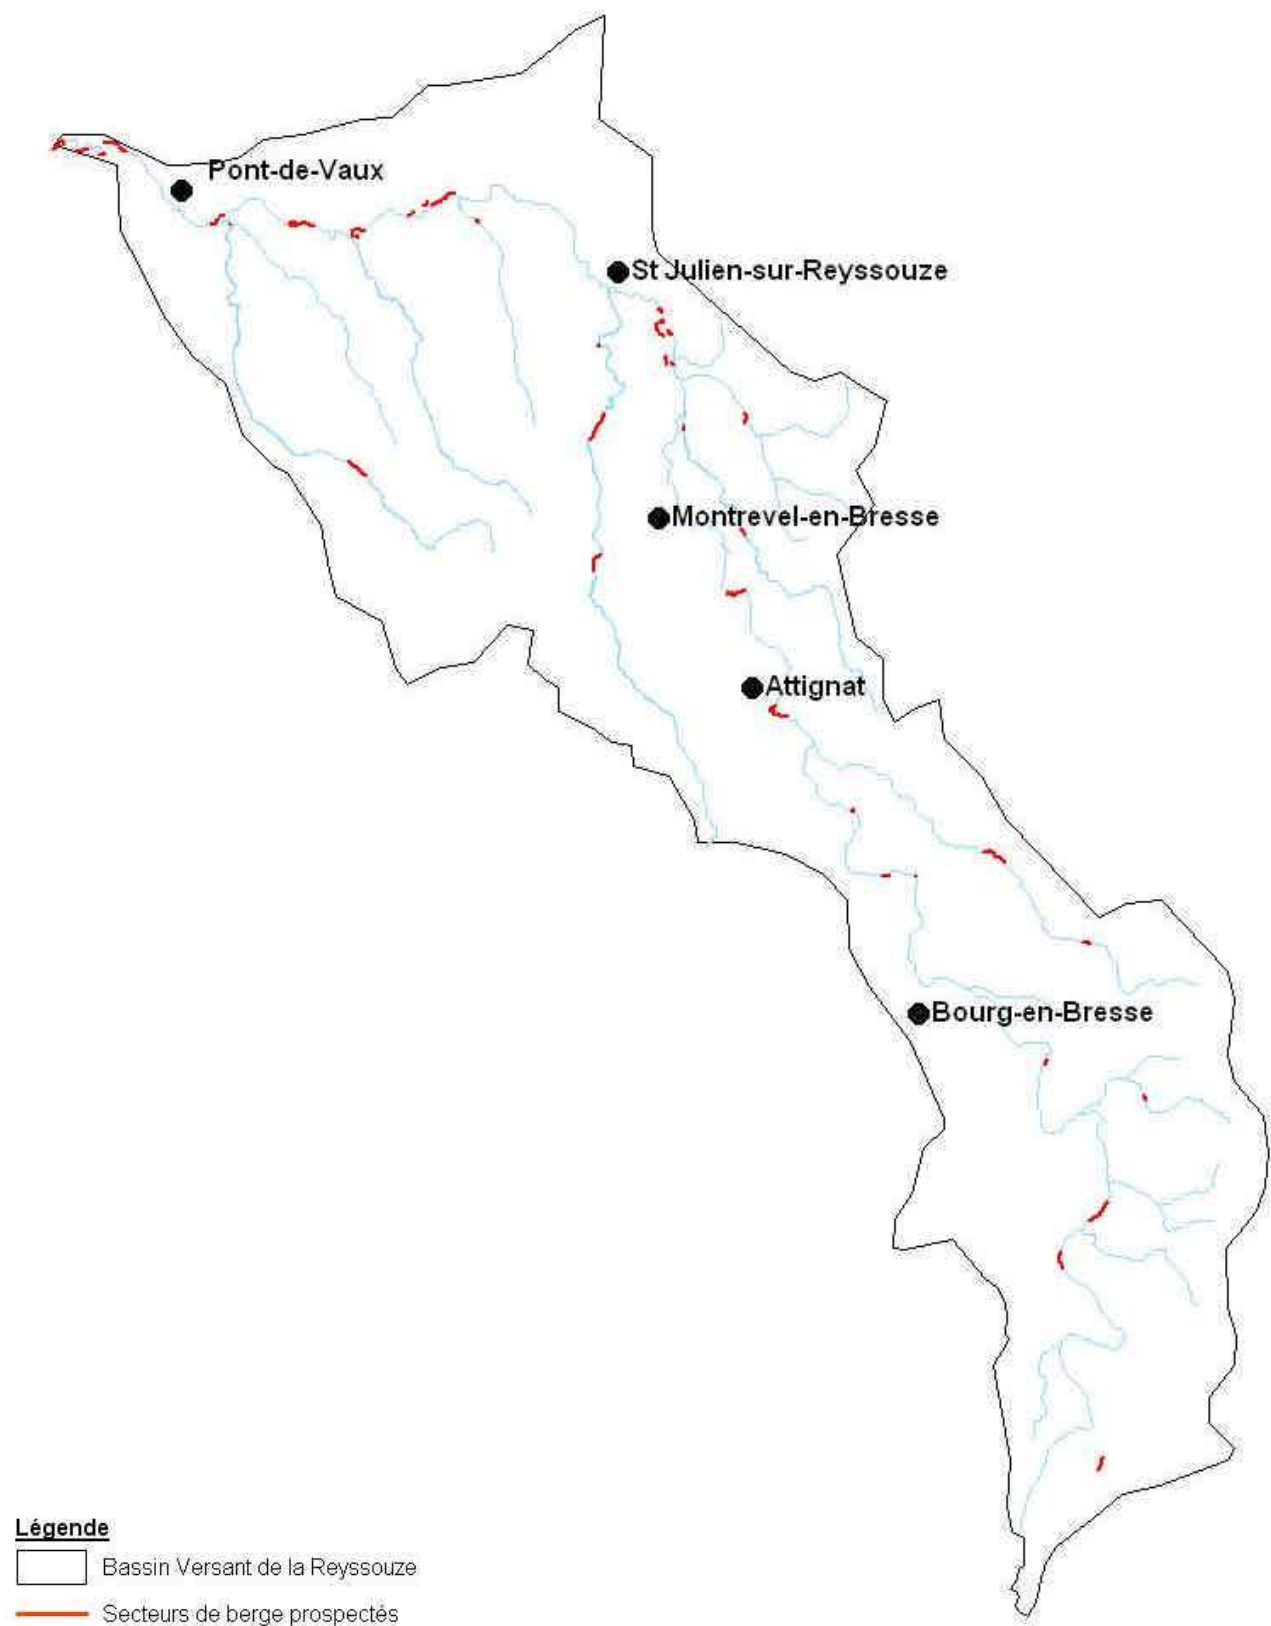 Pont-de-Vaux
St Julien-sur-Reyssouze
Montrevel-en-Bresse
Attignat
Bourg-en-Bresse
Légende
Bassin Versant de la Reyssouze
Secteurs de berge prospectés